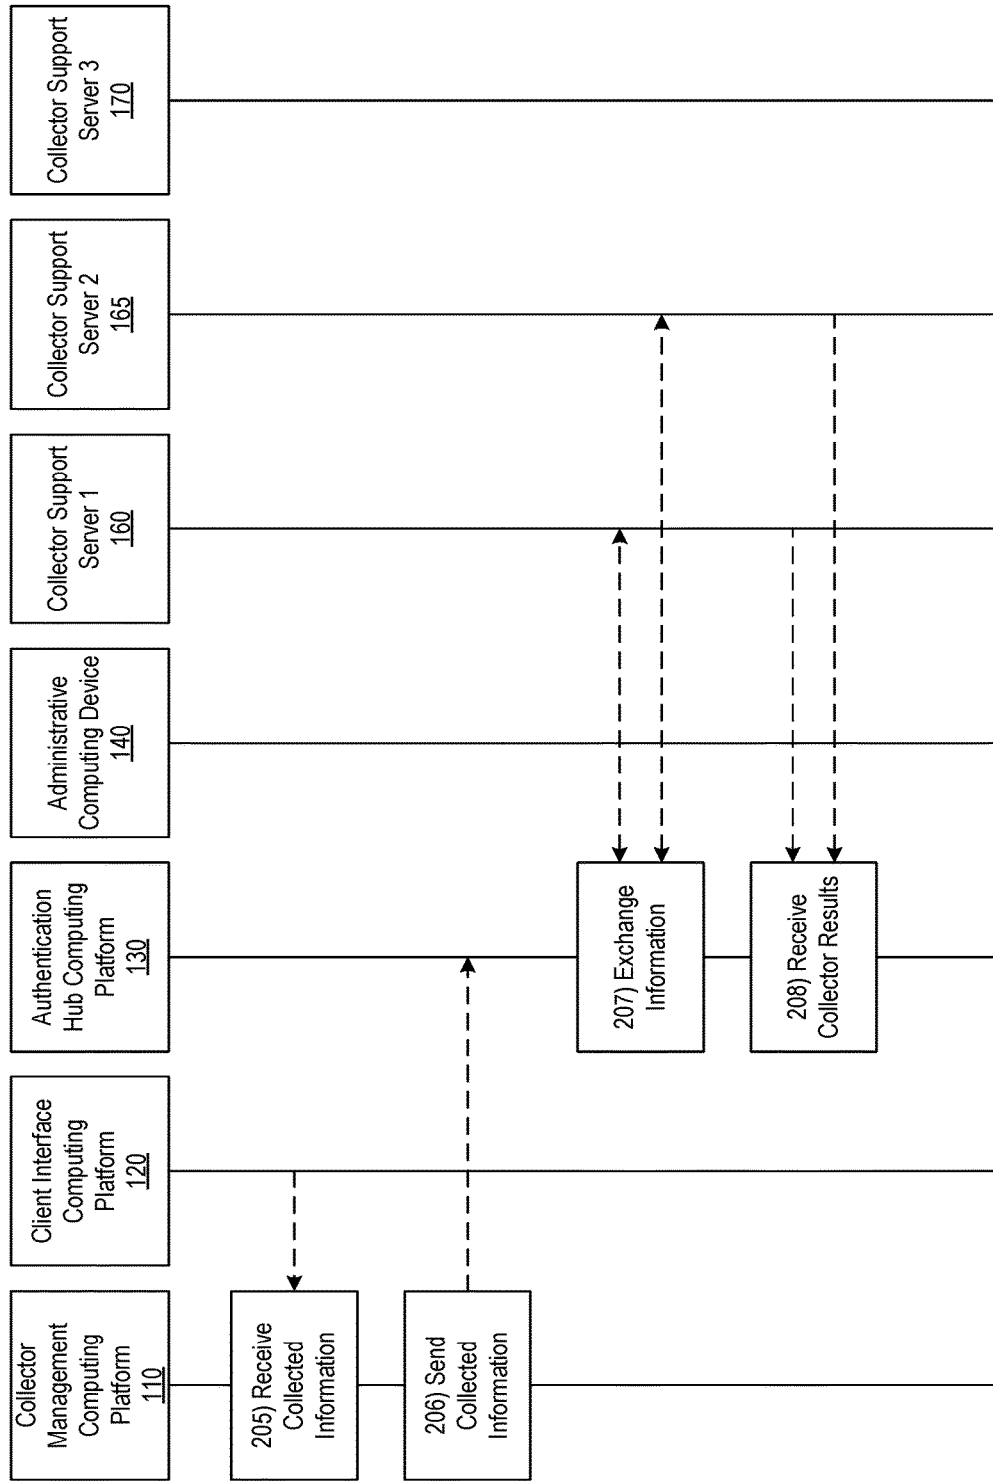 Collector
Management
Computing
Platform
110
Client Interface
Computing
Platform
120
Authentication
Hub Computing
Platform
130
Administrative
Computing Device
140
Collector Support
Server 1
160
Collector Support
Server 2
165
Collector Support
Server 3
170
205) Receive
Collected
Information
206) Send
Collected
Information
207) Exchange
Information
208) Receive
Collector Results